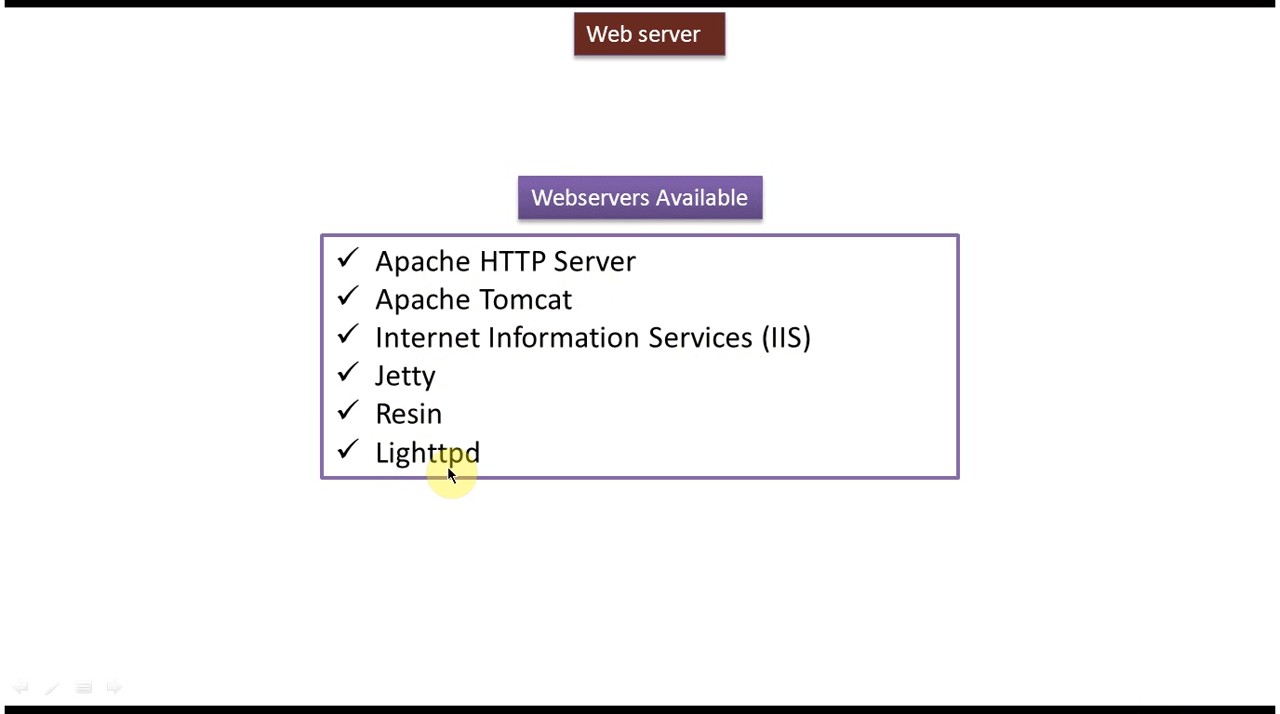 Web server
Webservers Available
✓ Apache HTTP Server
✓ Apache Tomcat
✓ Internet Information Services (IIS)
✓ Jetty
✓ Resin
✓ Lighttpd